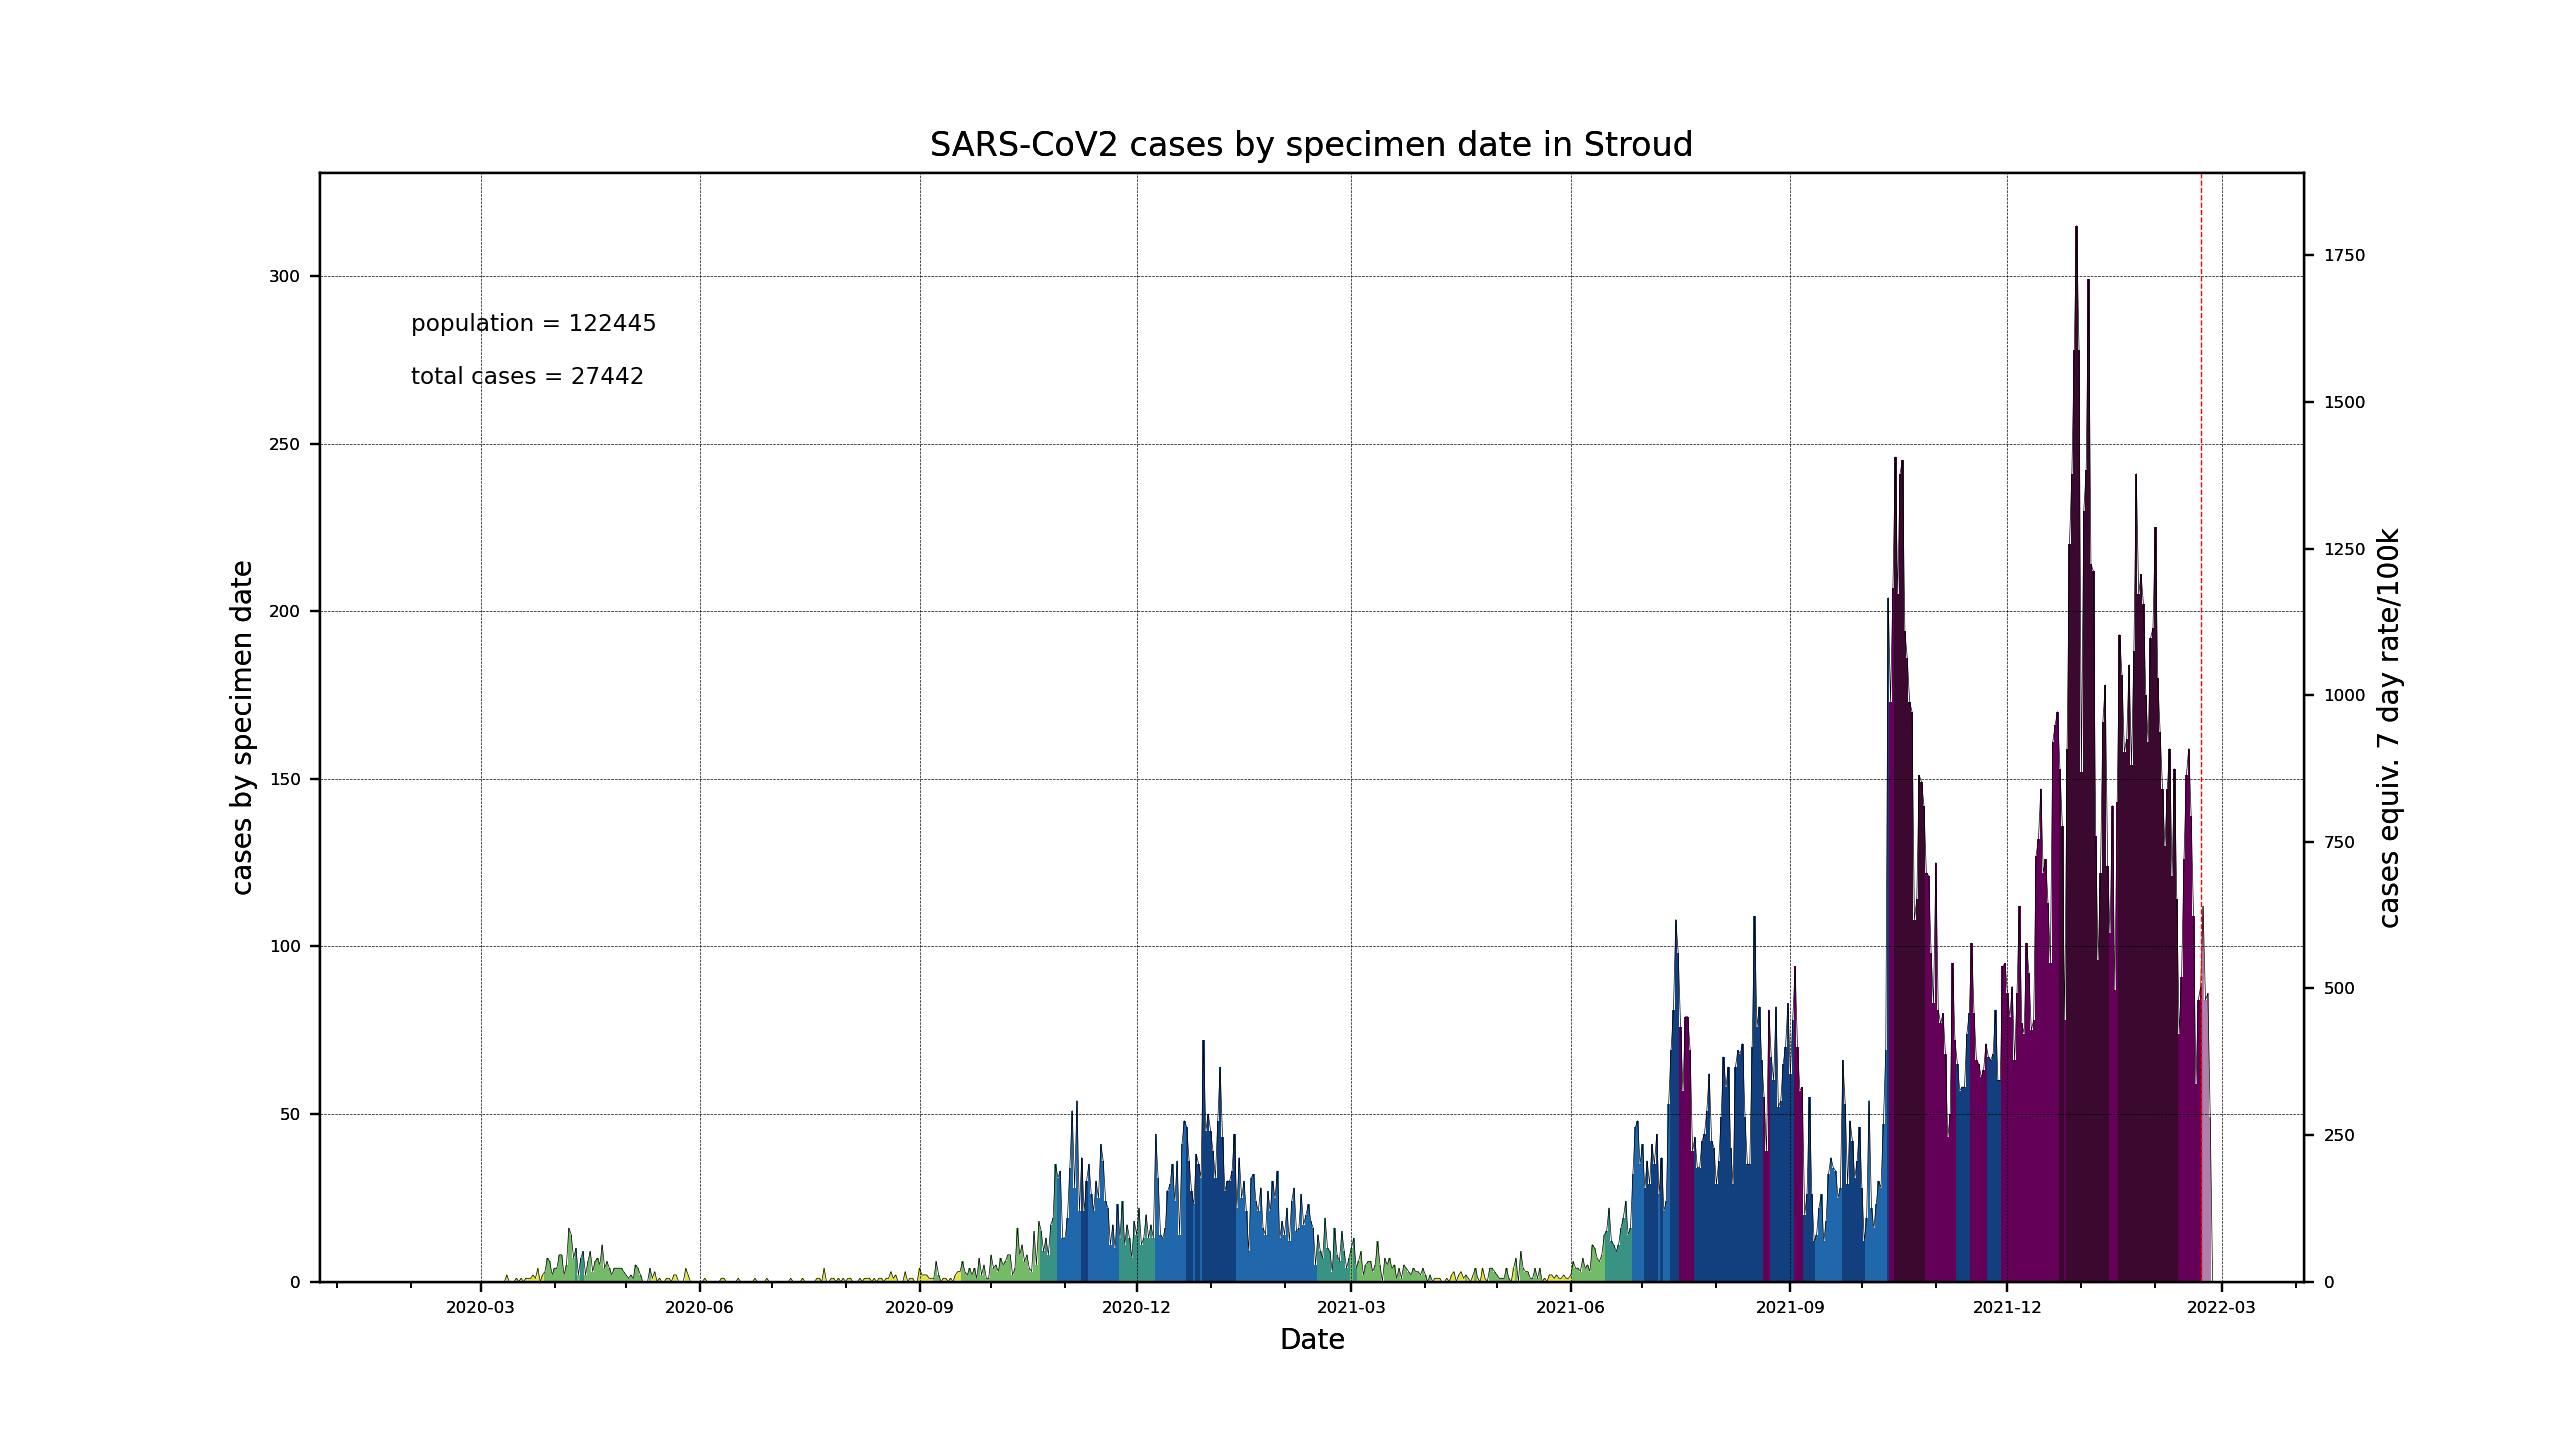 SARS-CoV2 cases by specimen date in Stroud
population = 122445
total cases = 27442
cases by specimen date
300
250
200
150
100
50
0
1750
1500
1250
1000
750
500
250
0
cases equiv. 7 day rate/100k
2020-03 2020-06 2020-09 2020-12 2021-03 2021-06 2021-09 2021-12 2022-03
Date